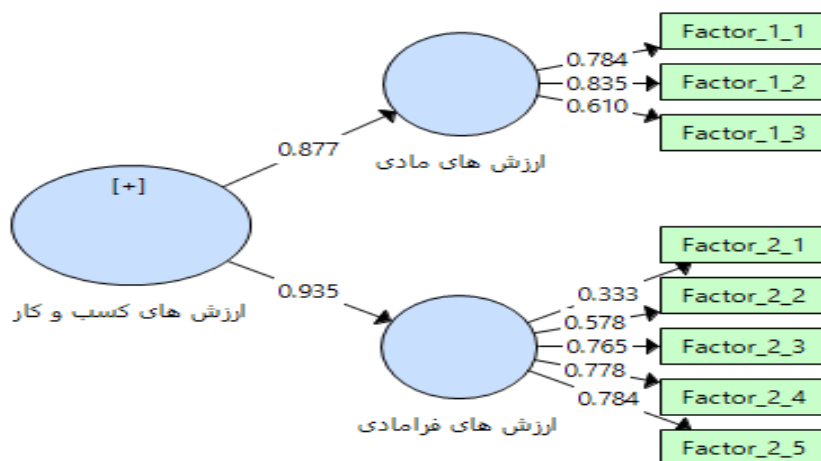 Factor_1_1
0.784
0.835
Factor_1_2
0.610
Factor_1_3
0.877
ارزش های مادی
[+]
ارزش های کسب و کار
0.935
Factor_2_1
0.333
Factor_2_2
0.578
0.765
Factor_2_3
0.778
Factor_2_4
0.784
ارزش های فرامادی
Factor_2_5